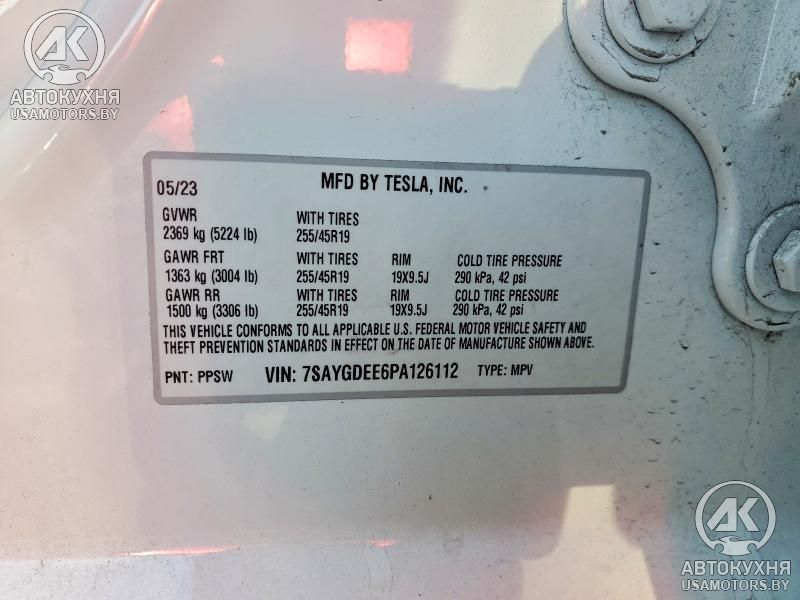 AK
АВТОКУХНЯ
USAMOTORS.BY
05/23 MFD BY TESLA, INC.
GVWR WITH TIRES
2369 kg (5224 lb) 255/45R19
GAWR FRT WITH TIRES RIM COLD TIRE PRESSURE
1363 kg (3004 lb) 255/45R19 19X9.5J 290 kPa, 42 psi
GAWR RR WITH TIRES RIM COLD TIRE PRESSURE
1500 kg (3306 lb) 255/45R19 19X9.5J 290 kPa, 42 psi
THIS VEHICLE CONFORMS TO ALL APPLICABLE U.S. FEDERAL MOTOR VEHICLE SAFETY AND
THEFT PREVENTION STANDARDS IN EFFECT ON THE DATE OF MANUFACTURE SHOWN ABOVE.
PNT: PPSW VIN: 7SAYGDEE6PA126112 TYPE: MPV
AK
АВТОКУХНЯ
USAMOTORS.BY